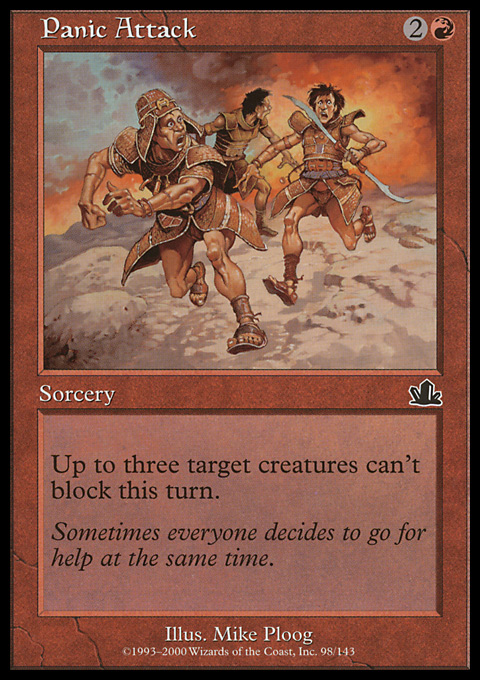 Panic Attack 2
Sorcery
Up to three target creatures can't
block this turn.
Sometimes everyone decides to go for
help at the same time.
Illus. Mike Ploog
©1993–2000 Wizards of the Coast, Inc. 98/143